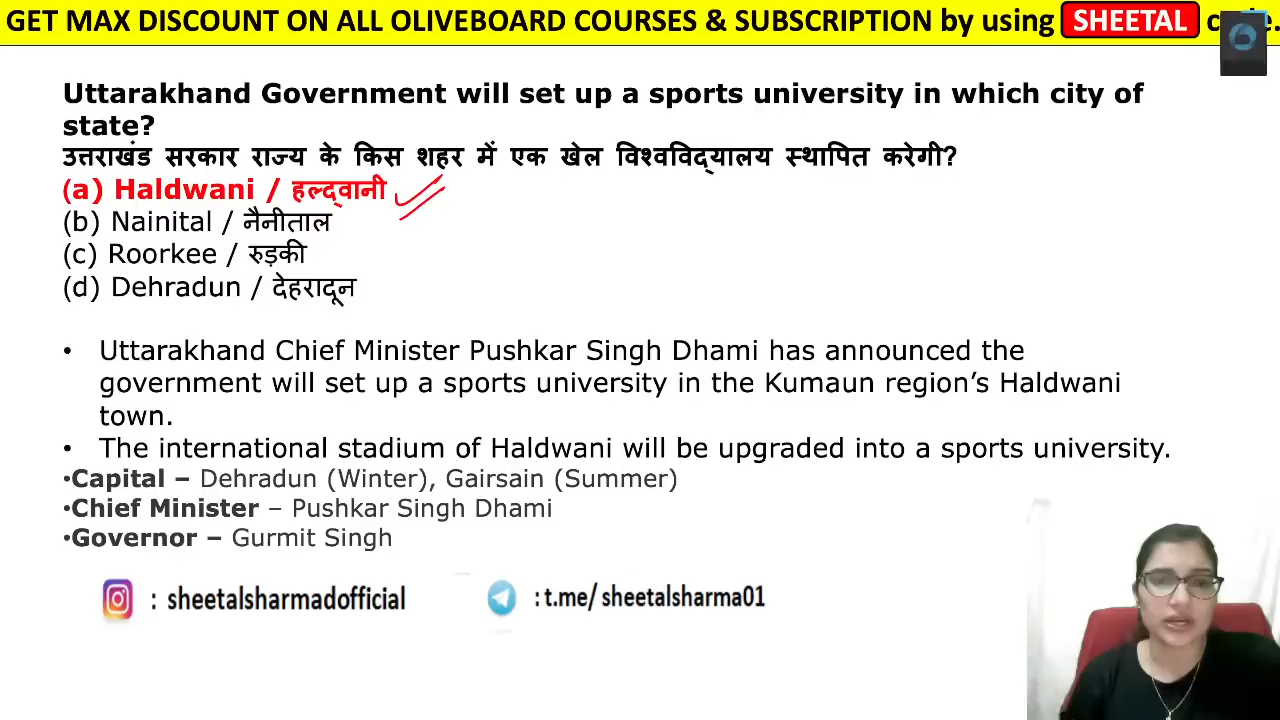 GET MAX DISCOUNT ON ALL OLIVEBOARD COURSES & SUBSCRIPTION by using SHEETAL
Uttarakhand Government will set up a sports university in which city of
state?
उत्तराखंड सरकार राज्य के किस शहर में एक खेल विश्वविद्यालय स्थापित करेगी?
(a) Haldwani / हल्द्वानी
(b) Nainital / नैनीताल
(c) Roorkee / रुड़की
(d) Dehradun / देहरादून
• Uttarakhand Chief Minister Pushkar Singh Dhami has announced the
government will set up a sports university in the Kumaun region’s Haldwani
town.
• The international stadium of Haldwani will be upgraded into a sports university.
•Capital – Dehradun (Winter), Gairsain (Summer)
•Chief Minister – Pushkar Singh Dhami
•Governor – Gurmit Singh
: sheetalsharmadofficial
: t.me/ sheetalsharma01